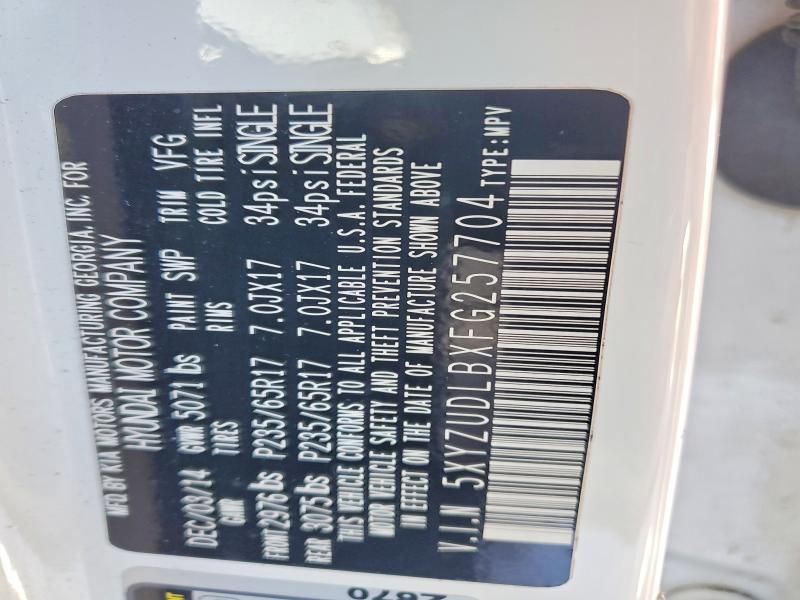 MFD BY KIA MOTORS MANUFACTURING GEORGIA, INC. FOR
HYUNDAI MOTOR COMPANY
DEC/03/14 GVWR 5071 lbs PAINT SWP TRIM YFG
GAWR TIRES RIMS COLD TIRE INFL
FRONT 2976 lbs P235/65R17 7.0JX17 34psi SINGLE
REAR 3075 lbs P235/65R17 7.0JX17 34psi SINGLE
THIS VEHICLE CONFORMS TO ALL APPLICABLE U.S.A. FEDERAL
MOTOR VEHICLE SAFETY AND THEFT PREVENTION STANDARDS
IN EFFECT ON THE DATE OF MANUFACTURE SHOWN ABOVE
V.I.N 5XYZUDLBXFG257704 TYPE:MPV